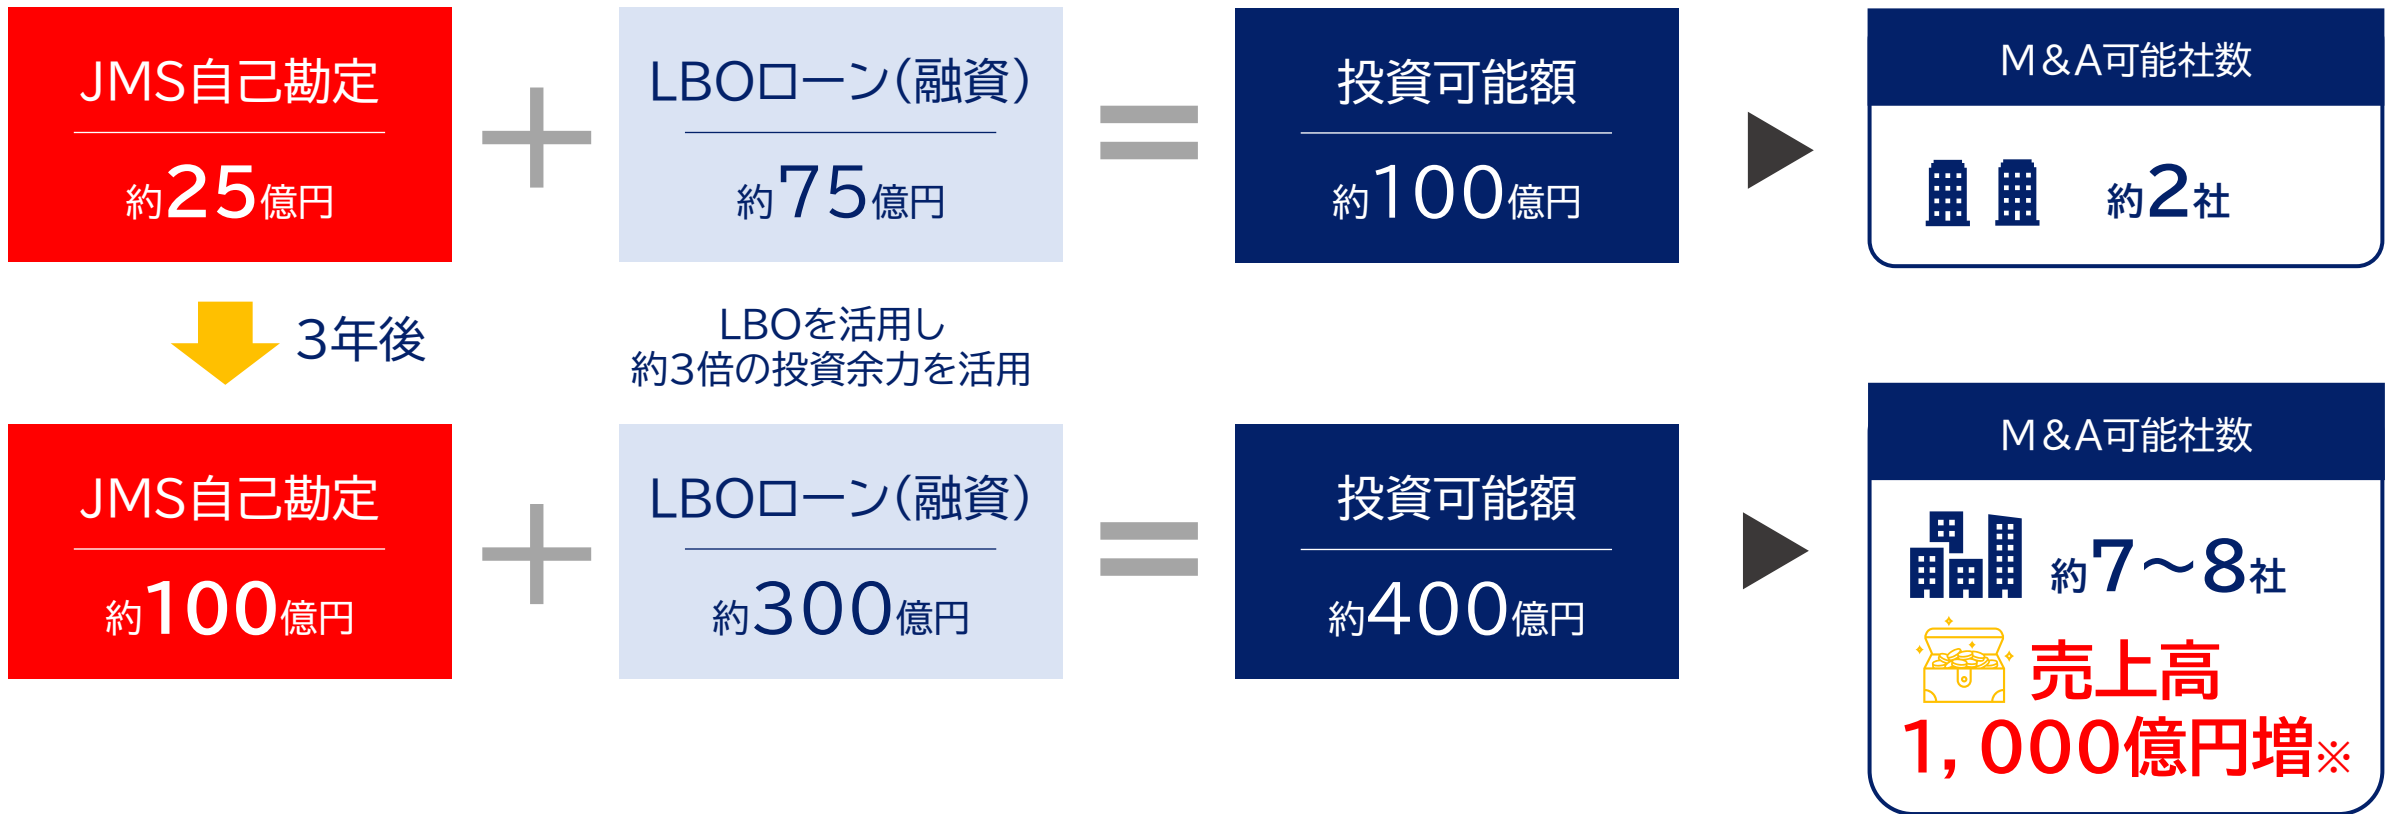 JMS自己勘定
約25億円
LBOローン(融資)
約75億円
投資可能額
約100億円
M&A可能社数
約2社
3年後
LBOを活用し
約3倍の投資余力を活用
JMS自己勘定
約100億円
LBOローン(融資)
約300億円
投資可能額
約400億円
M&A可能社数
約7~8社
売上高
1,000億円増※